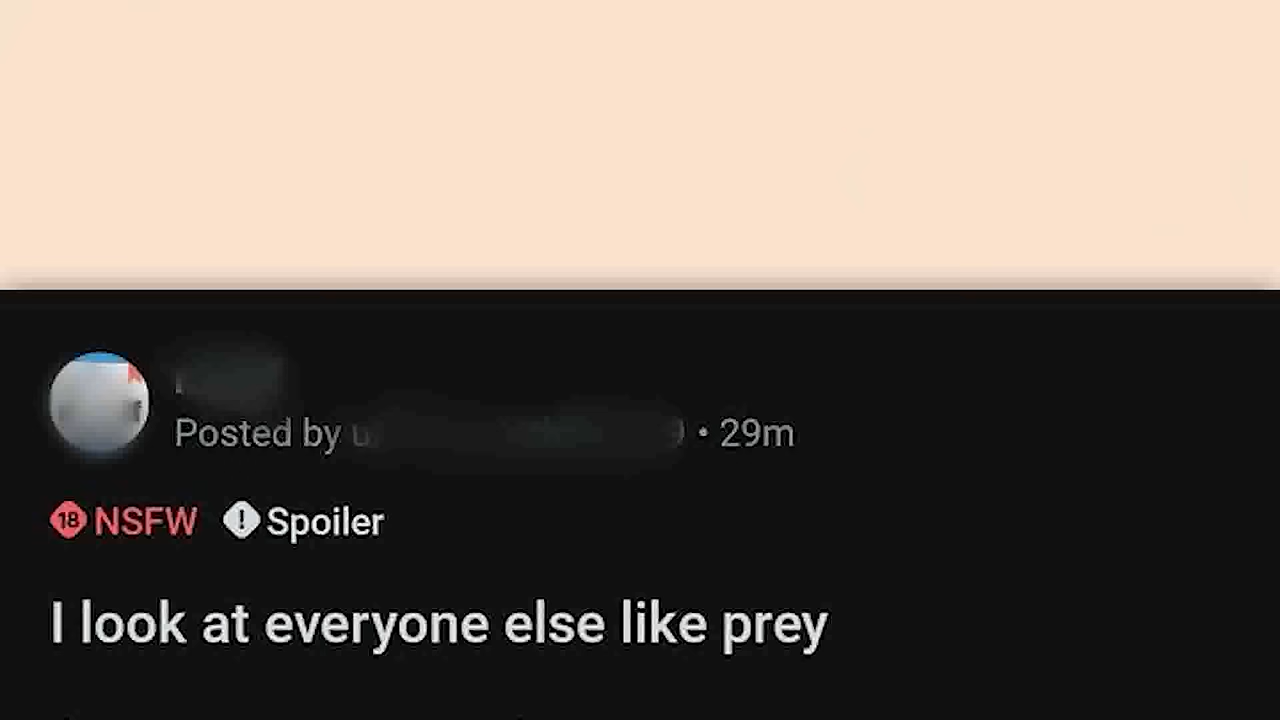 Posted by • 29m
18 NSFW ! Spoiler
I look at everyone else like prey